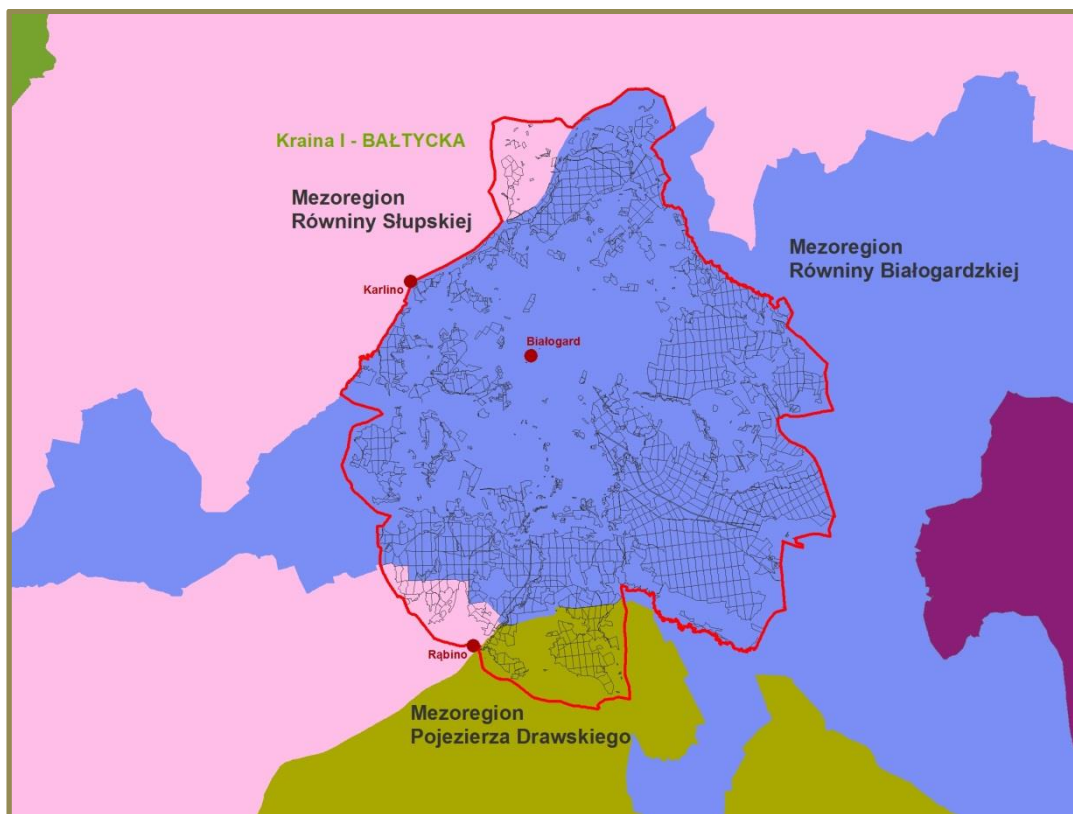 Kraina I - BAŁTYCKA
Mezoregion
Równiny Słupskiej
Mezoregion
Równiny Białogardzkiej
Karlino
Białogard
Rąbino
Mezoregion
Pojezierza Drawskiego